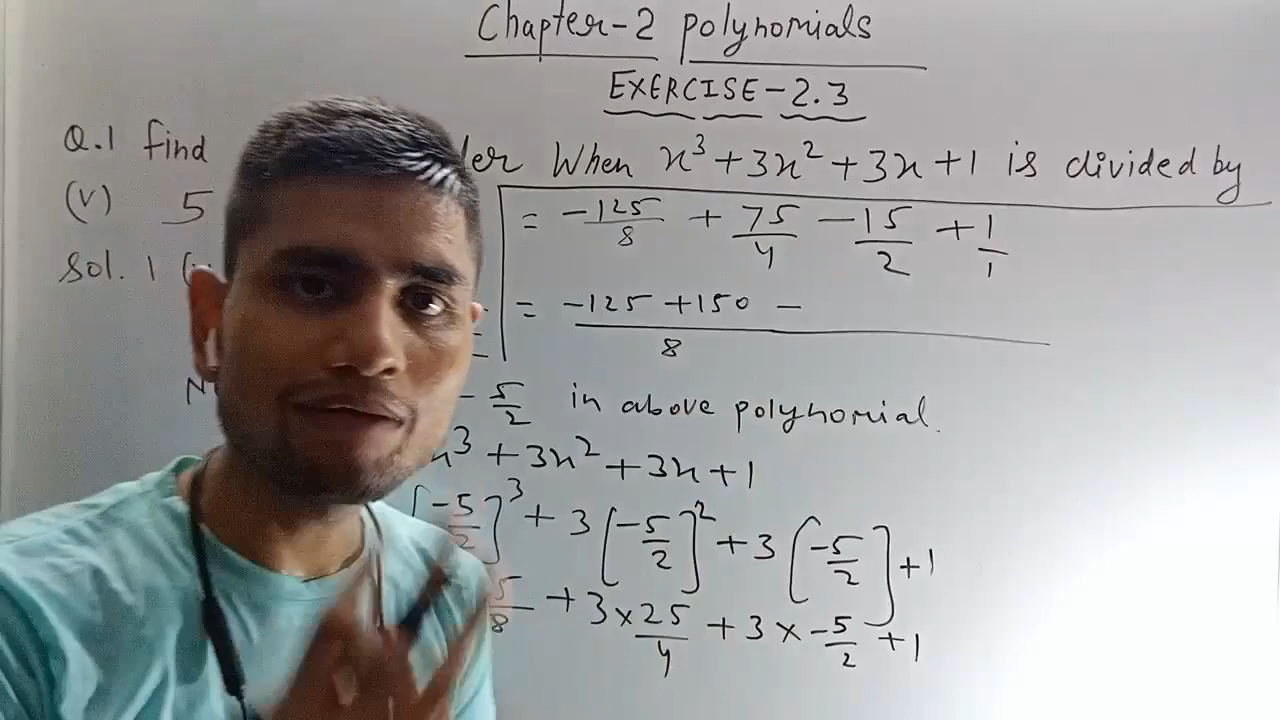 Chapter-2 polynomials
EXERCISE-2.3
Q.1 find When x³+3x²+3x+1 is divided by
(V) 5
= -125/8 + 75/4 - 15/2 + 1/1
Sol. 1
= -125+150 - / 8
- 5/2 in above polynomial.
x³+3x²+3x+1
[-5/2]³ + 3[-5/2]² + 3[-5/2]+1
5/8 + 3×25/4 + 3×-5/2 + 1